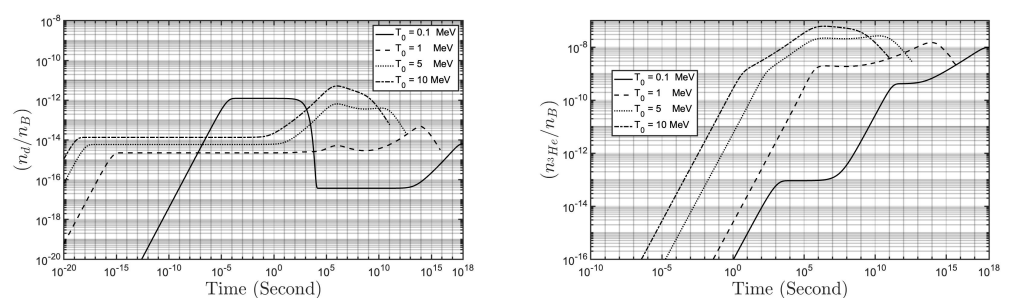 10^-8
10^-10
10^-12
10^-14
10^-16
10^-18
10^-20
(n_d/n_B)
T_0 = 0.1 MeV
T_0 = 1 MeV
T_0 = 5 MeV
T_0 = 10 MeV
10^-20 10^-15 10^-10 10^-5 10^0 10^5 10^10 10^15 10^18
Time (Second)
10^-8
10^-10
10^-12
10^-14
10^-16
(n_3He/n_B)
T_0 = 0.1 MeV
T_0 = 1 MeV
T_0 = 5 MeV
T_0 = 10 MeV
10^-10 10^-5 10^0 10^5 10^10 10^15 10^18
Time (Second)